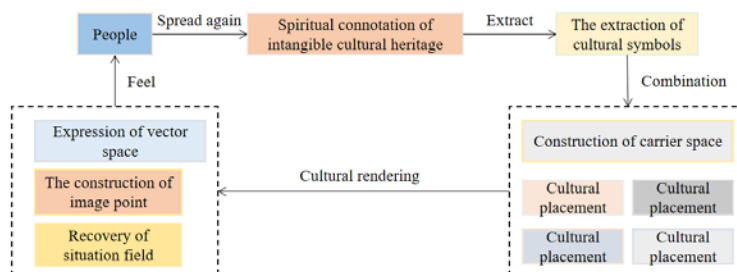 People
Spread again
Spiritual connotation of
intangible cultural heritage
Extract
The extraction of
cultural symbols
Feel
Combination
Expression of vector
space
The construction of
image point
Recovery of
situation field
Cultural rendering
Construction of carrier space
Cultural
placement
Cultural
placement
Cultural
placement
Cultural
placement